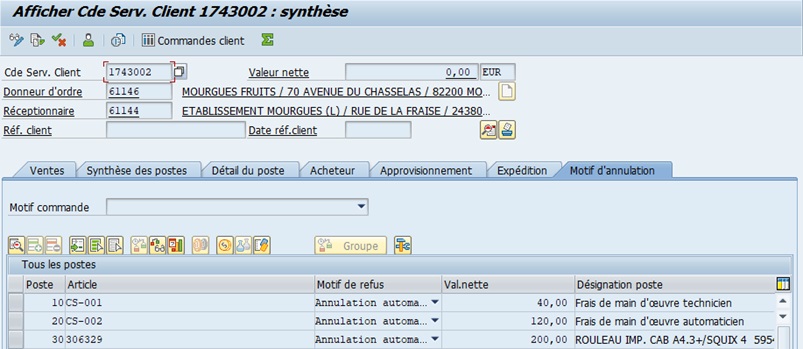 Afficher Cde Serv. Client 1743002 : synthèse
Commandes client
Cde Serv. Client 1743002 Valeur nette 0,00 EUR
Donneur d'ordre 61146 MOURGUES FRUITS / 70 AVENUE DU CHASSELAS / 82200 MO...
Réceptionnaire 61144 ETABLISSEMENT MOURGUES (L) / RUE DE LA FRAISE / 24380...
Réf. client Date réf.client
Ventes Synthèse des postes Détail du poste Acheteur Approvisionnement Expédition Motif d'annulation
Motif commande
Groupe
Tous les postes
Poste Article Motif de refus Val.nette Désignation poste
10 CS-001 Annulation automa... 40,00 Frais de main d'œuvre technicien
20 CS-002 Annulation automa... 120,00 Frais de main d'œuvre automaticien
30 306329 Annulation automa... 200,00 ROULEAU IMP. CAB A4.3+/SQUIX 4 5954